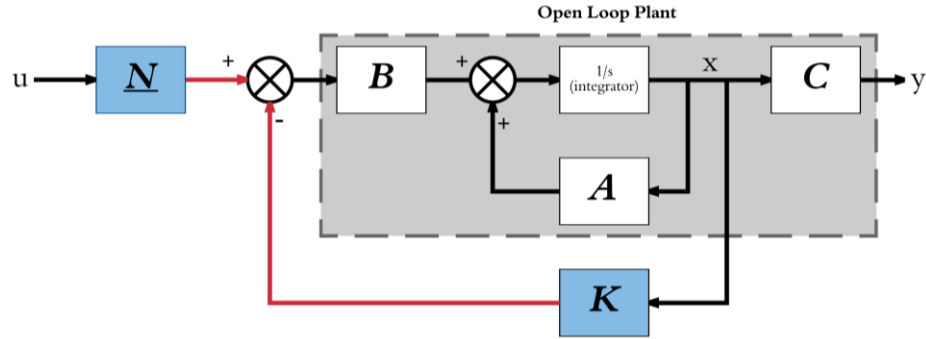 Open Loop Plant
u
N
+
-
B
+
+
1/s
(integrator)
x
C
y
A
K